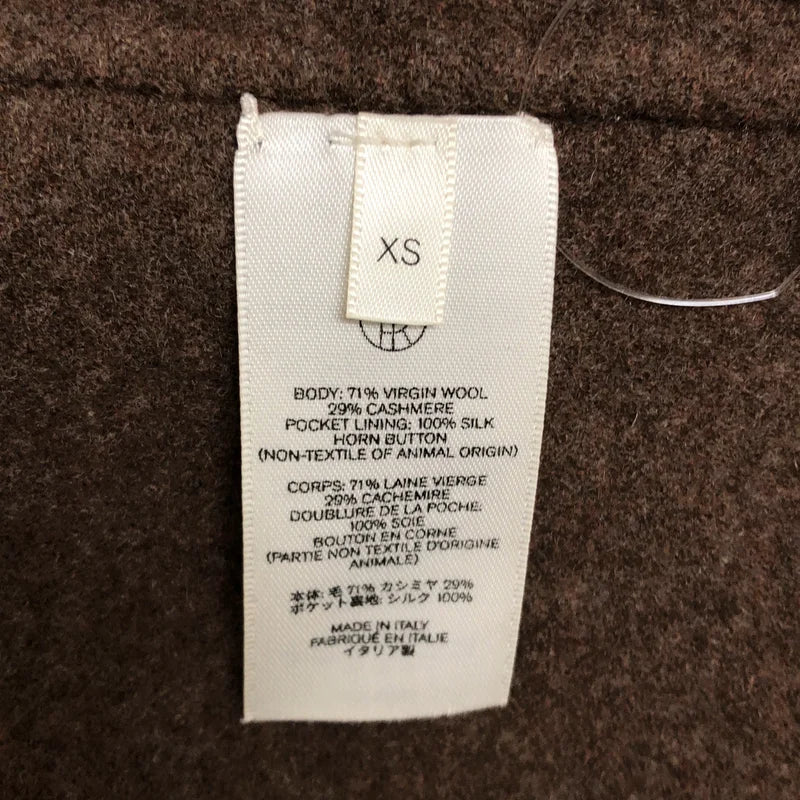 XS
BODY: 71% VIRGIN WOOL
29% CASHMERE
POCKET LINING: 100% SILK
HORN BUTTON
(NON-TEXTILE OF ANIMAL ORIGIN)
CORPS: 71% LAINE VIERGE
29% CACHEMIRE
DOUBLURE DE LA POCHE:
100% SOIE
BOUTON EN CORNE
(PARTIE NON TEXTILE D'ORIGINE
ANIMALE)
本体: 毛 71% カシミヤ 29%
ポケット裏地: シルク 100%
MADE IN ITALY
FABRIQUÉ EN ITALIE
イタリア製